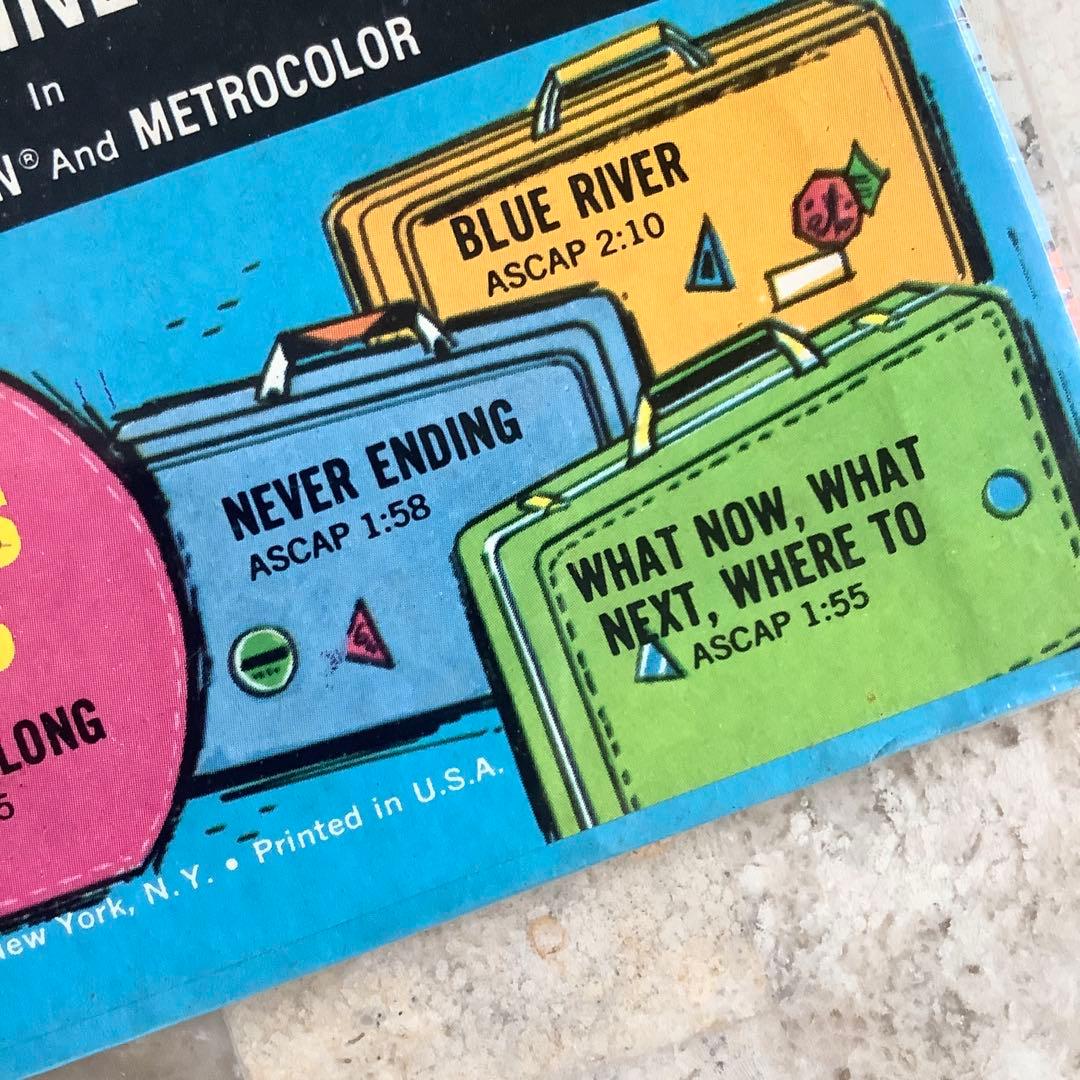 In
And METROCOLOR
BLUE RIVER
ASCAP 2:10
NEVER ENDING
ASCAP 1:58
WHAT NOW, WHAT
NEXT, WHERE TO
ASCAP 1:55
LONG
5
New York, N.Y. • Printed in U.S.A.